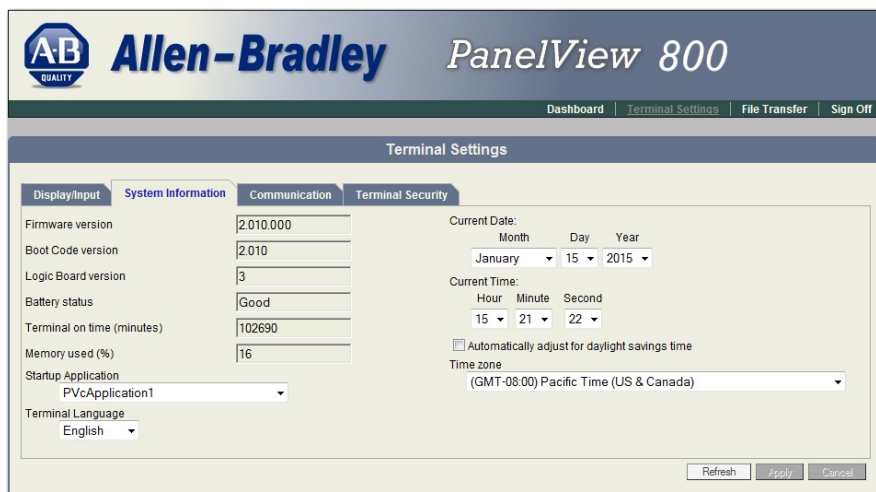 A·B
QUALITY
Allen-Bradley
PanelView 800
Dashboard | Terminal Settings | File Transfer | Sign Off
Terminal Settings
Display/Input System Information Communication Terminal Security
Firmware version 2.010.000
Boot Code version 2.010
Logic Board version 3
Battery status Good
Terminal on time (minutes) 102690
Memory used (%) 16
Startup Application
PVcApplication1
Terminal Language
English
Current Date:
Month Day Year
January 15 2015
Current Time:
Hour Minute Second
15 21 22
Automatically adjust for daylight savings time
Time zone
(GMT-08:00) Pacific Time (US & Canada)
Refresh Apply Cancel